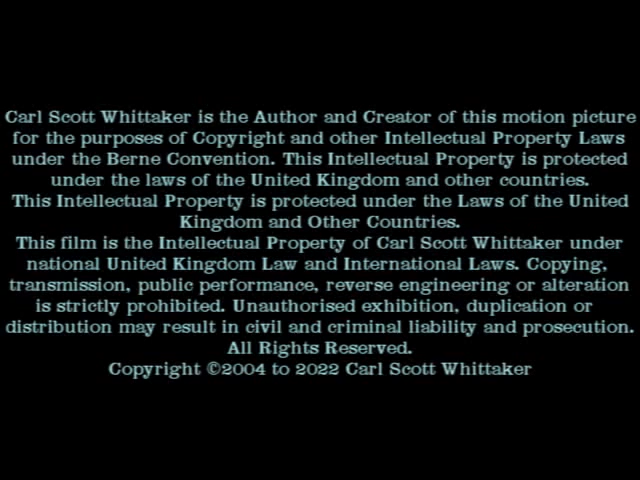 Carl Scott Whittaker is the Author and Creator of this motion picture
for the purposes of Copyright and other Intellectual Property Laws
under the Berne Convention. This Intellectual Property is protected
under the laws of the United Kingdom and other countries.
This Intellectual Property is protected under the Laws of the United
Kingdom and Other Countries.
This film is the Intellectual Property of Carl Scott Whittaker under
national United Kingdom Law and International Laws. Copying,
transmission, public performance, reverse engineering or alteration
is strictly prohibited. Unauthorised exhibition, duplication or
distribution may result in civil and criminal liability and prosecution.
All Rights Reserved.
Copyright ©2004 to 2022 Carl Scott Whittaker